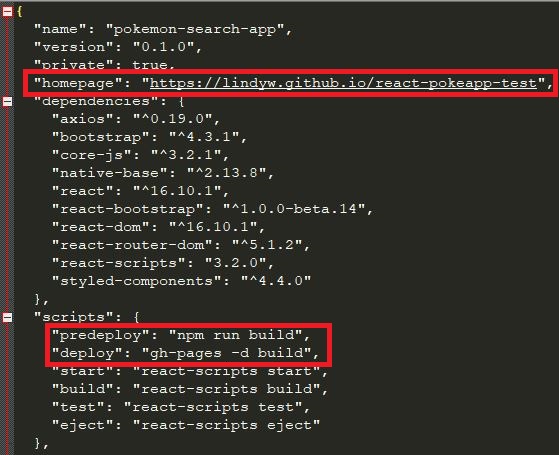 {
"name": "pokemon-search-app",
"version": "0.1.0",
"private": true,
"homepage": "https://lindyw.github.io/react-pokeapp-test",
"dependencies": {
"axios": "^0.19.0",
"bootstrap": "^4.3.1",
"core-js": "^3.2.1",
"native-base": "^2.13.8",
"react": "^16.10.1",
"react-bootstrap": "^1.0.0-beta.14",
"react-dom": "^16.10.1",
"react-router-dom": "^5.1.2",
"react-scripts": "3.2.0",
"styled-components": "^4.4.0"
},
"scripts": {
"predeploy": "npm run build",
"deploy": "gh-pages -d build",
"start": "react-scripts start",
"build": "react-scripts build",
"test": "react-scripts test",
"eject": "react-scripts eject"
},